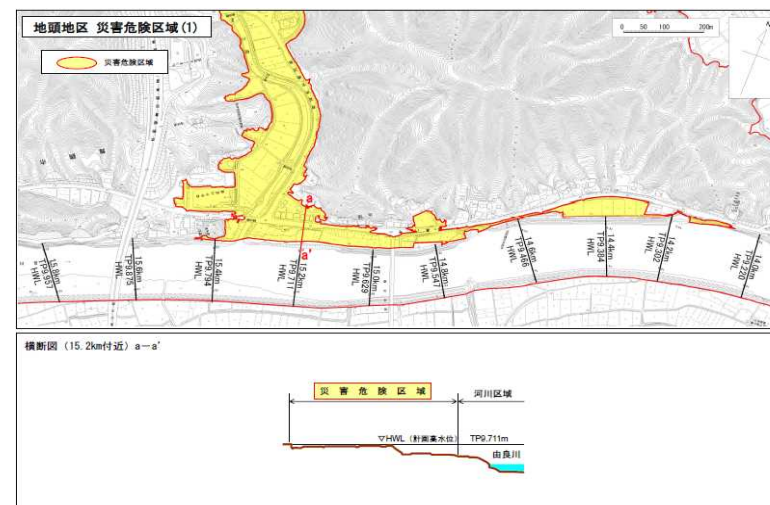 地頭地区 災害危険区域(1)
災害危険区域
0 50 100 200m
N
a
a'
15.8km
TP9.957
HWL
15.6km
TP9.875
HWL
15.4km
TP9.794
HWL
15.2km
TP9.711
HWL
15.0km
TP9.629
HWL
14.8km
TP9.547
HWL
14.6km
TP9.466
HWL
14.4km
TP9.384
HWL
14.2km
TP9.302
HWL
14.0km
TP9.220
HWL
横断図（15.2km付近）a－a'
災害危険区域
河川区域
▽HWL（計画高水位） TP9.711m
由良川